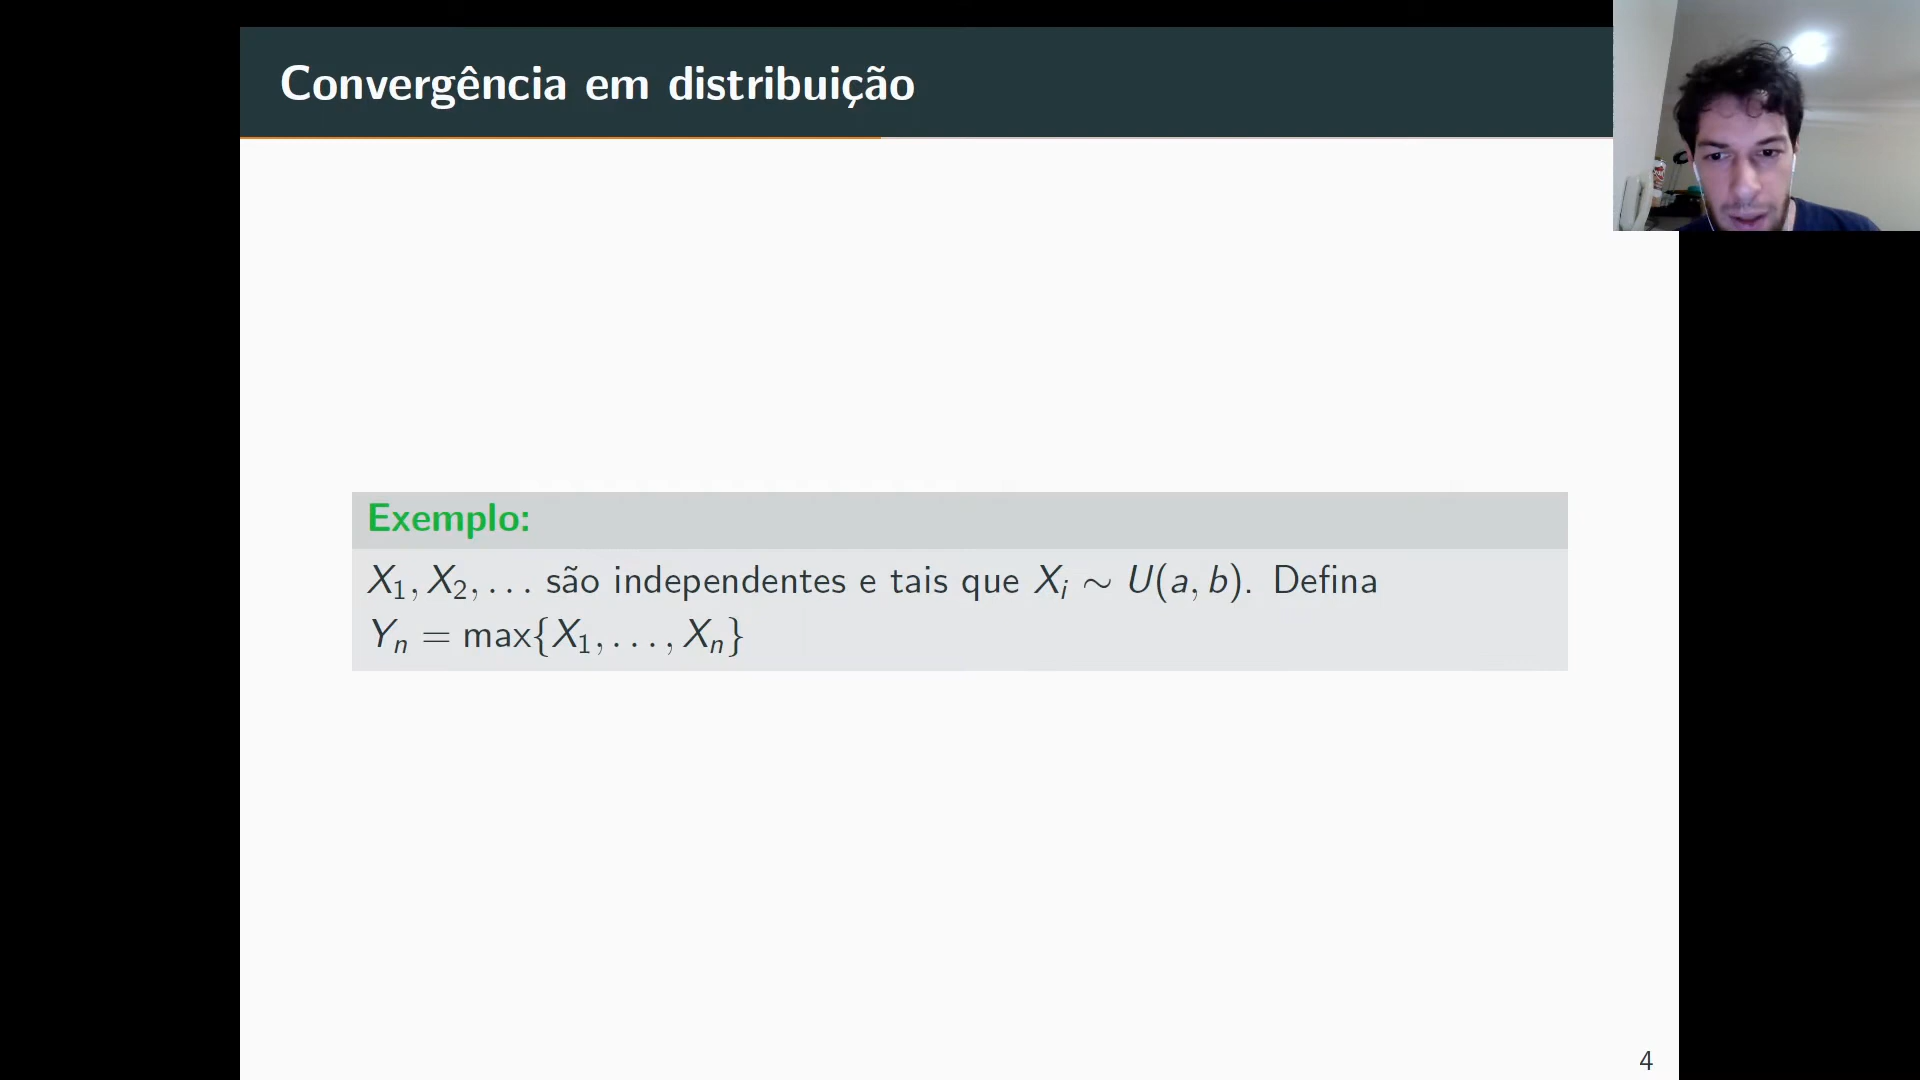 Convergência em distribuição
Exemplo:
X₁, X₂, . . . são independentes e tais que Xᵢ ∼ U(a, b). Defina
Yₙ = max{X₁, . . . , Xₙ}
4